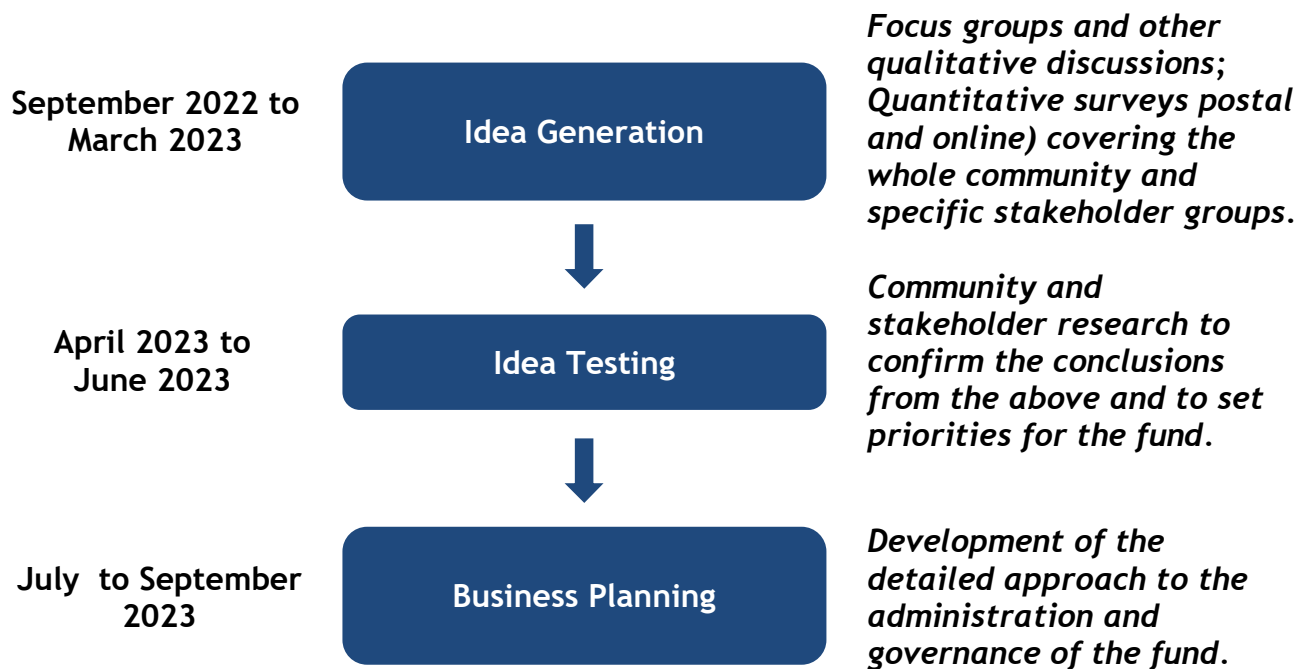 September 2022 to
March 2023
Idea Generation
Focus groups and other
qualitative discussions;
Quantitative surveys postal
and online) covering the
whole community and
specific stakeholder groups.
April 2023 to
June 2023
Idea Testing
Community and
stakeholder research to
confirm the conclusions
from the above and to set
priorities for the fund.
July  to September
2023
Business Planning
Development of the
detailed approach to the
administration and
governance of the fund.